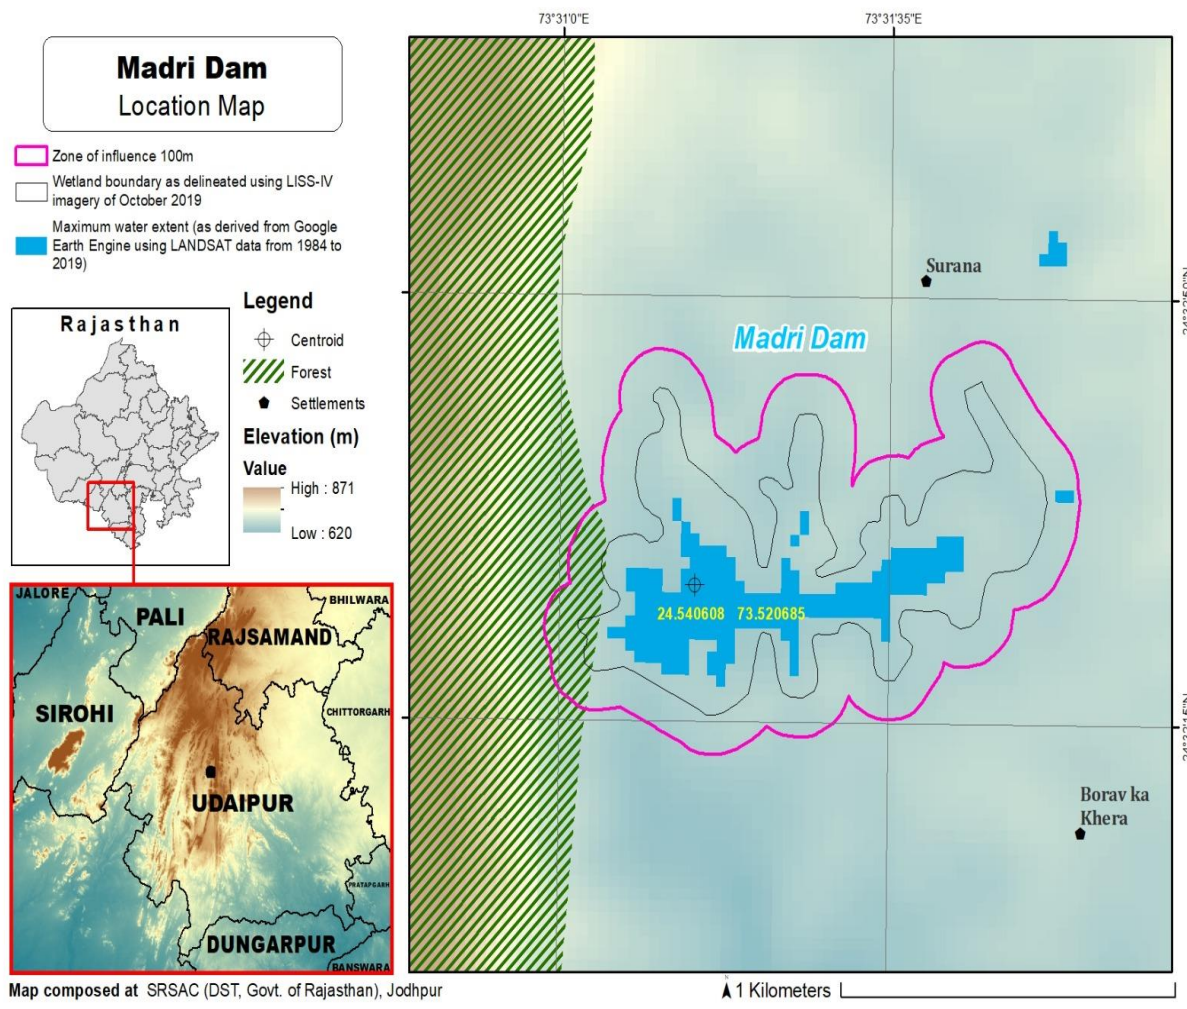 73°31'0"E
73°31'35"E
Madri Dam
Location Map
Zone of influence 100m
Wetland boundary as delineated using LISS-IV
imagery of October 2019
Maximum water extent (as derived from Google
Earth Engine using LANDSAT data from 1984 to
2019)
Rajasthan
Legend
Centroid
Forest
Settlements
Elevation (m)
Value
High : 871
Low : 620
Surana
Madri Dam
24.540608 73.520685
Borav ka
Khera
JALORE
PALI
BHILWARA
RAJSAMAND
SIROHI
CHITTORGARH
UDAIPUR
PRATAPGARH
DUNGARPUR
BANSWARA
Map composed at SRSAC (DST, Govt. of Rajasthan), Jodhpur
N
1 Kilometers